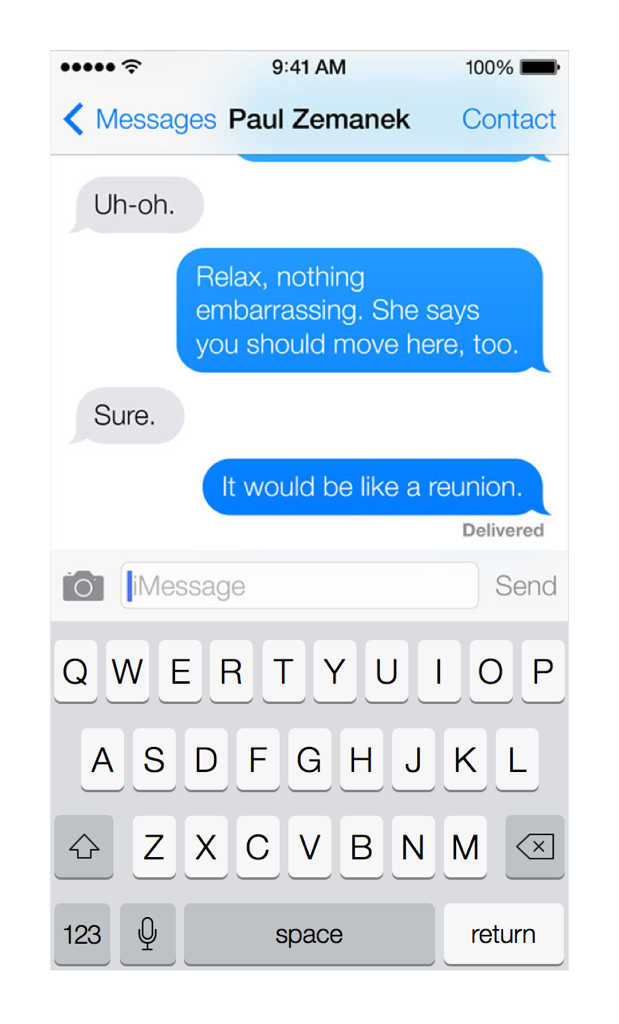 9:41 AM 100%
Messages Paul Zemanek Contact
Uh-oh.
Relax, nothing
embarrassing. She says
you should move here, too.
Sure.
It would be like a reunion.
Delivered
iMessage Send
Q W E R T Y U I O P
A S D F G H J K L
Z X C V B N M
123 space return